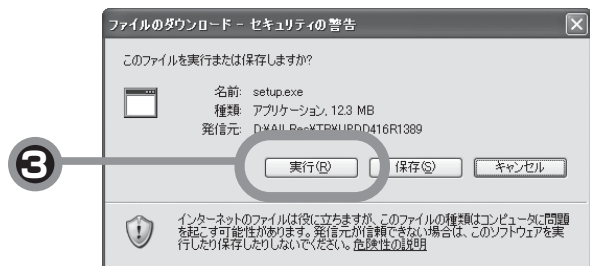 ファイルのダウンロード - セキュリティの警告
このファイルを実行または保存しますか?
名前: setup.exe
種類: アプリケーション, 12.3 MB
発信元: D:¥All Rec¥TP¥UPDD416R1389
3
実行(R)
保存(S)
キャンセル
インターネットのファイルは役に立ちますが、このファイルの種類はコンピュータに問題
を起こす可能性があります。発信元が信頼できない場合は、このソフトウェアを実
行したり保存したりしないでください。危険性の説明